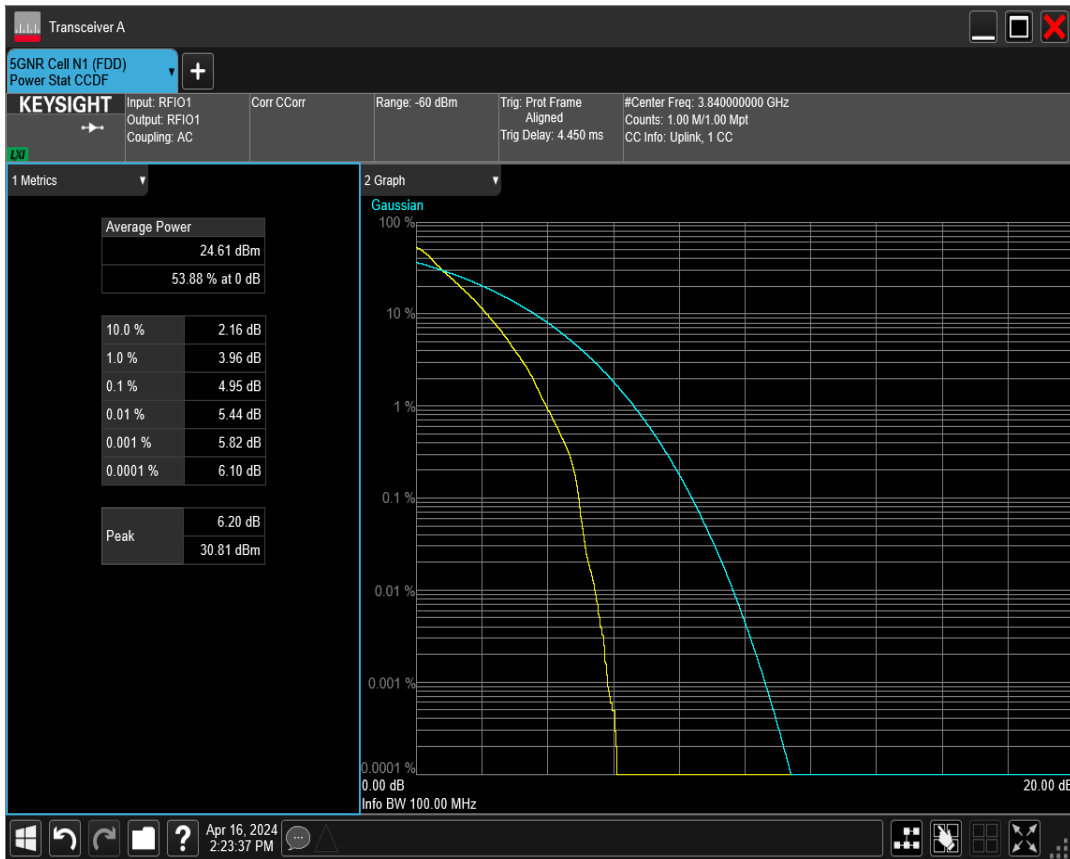 Transceiver A
5GNR Cell N1 (FDD)
Power Stat CCDF
KEYSIGHT
LXI
Input: RFIO1
Output: RFIO1
Coupling: AC
Corr CCorr
Range: -60 dBm
Trig: Prot Frame
Aligned
Trig Delay: 4.450 ms
#Center Freq: 3.840000000 GHz
Counts: 1.00 M/1.00 Mpt
CC Info: Uplink, 1 CC
1 Metrics
Average Power
24.61 dBm
53.88 % at 0 dB
10.0 % 2.16 dB
1.0 % 3.96 dB
0.1 % 4.95 dB
0.01 % 5.44 dB
0.001 % 5.82 dB
0.0001 % 6.10 dB
Peak
6.20 dB
30.81 dBm
2 Graph
Gaussian
100 %
10 %
1 %
0.1 %
0.01 %
0.001 %
0.0001 %
0.00 dB 20.00 dB
Info BW 100.00 MHz
?
Apr 16, 2024
2:23:37 PM